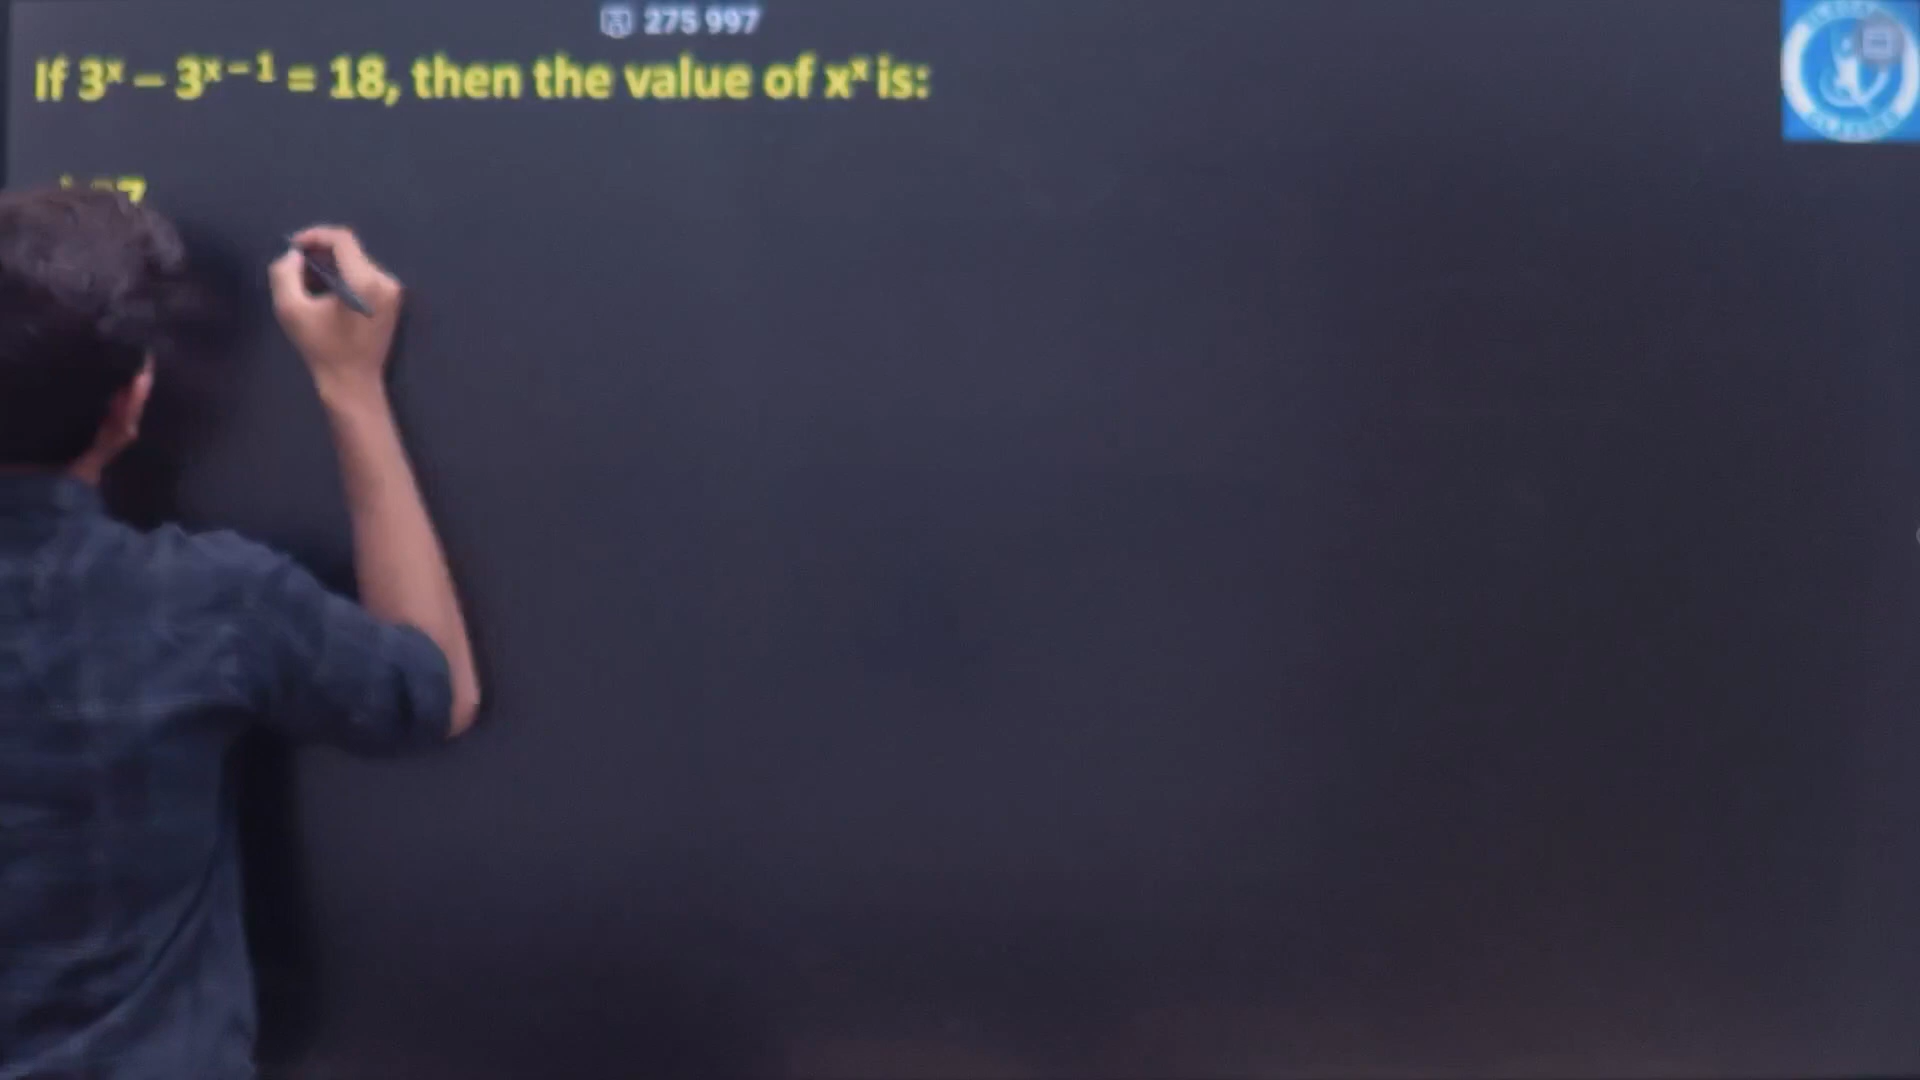 275 997
If 3ˣ – 3ˣ⁻¹ = 18, then the value of xˣ is: